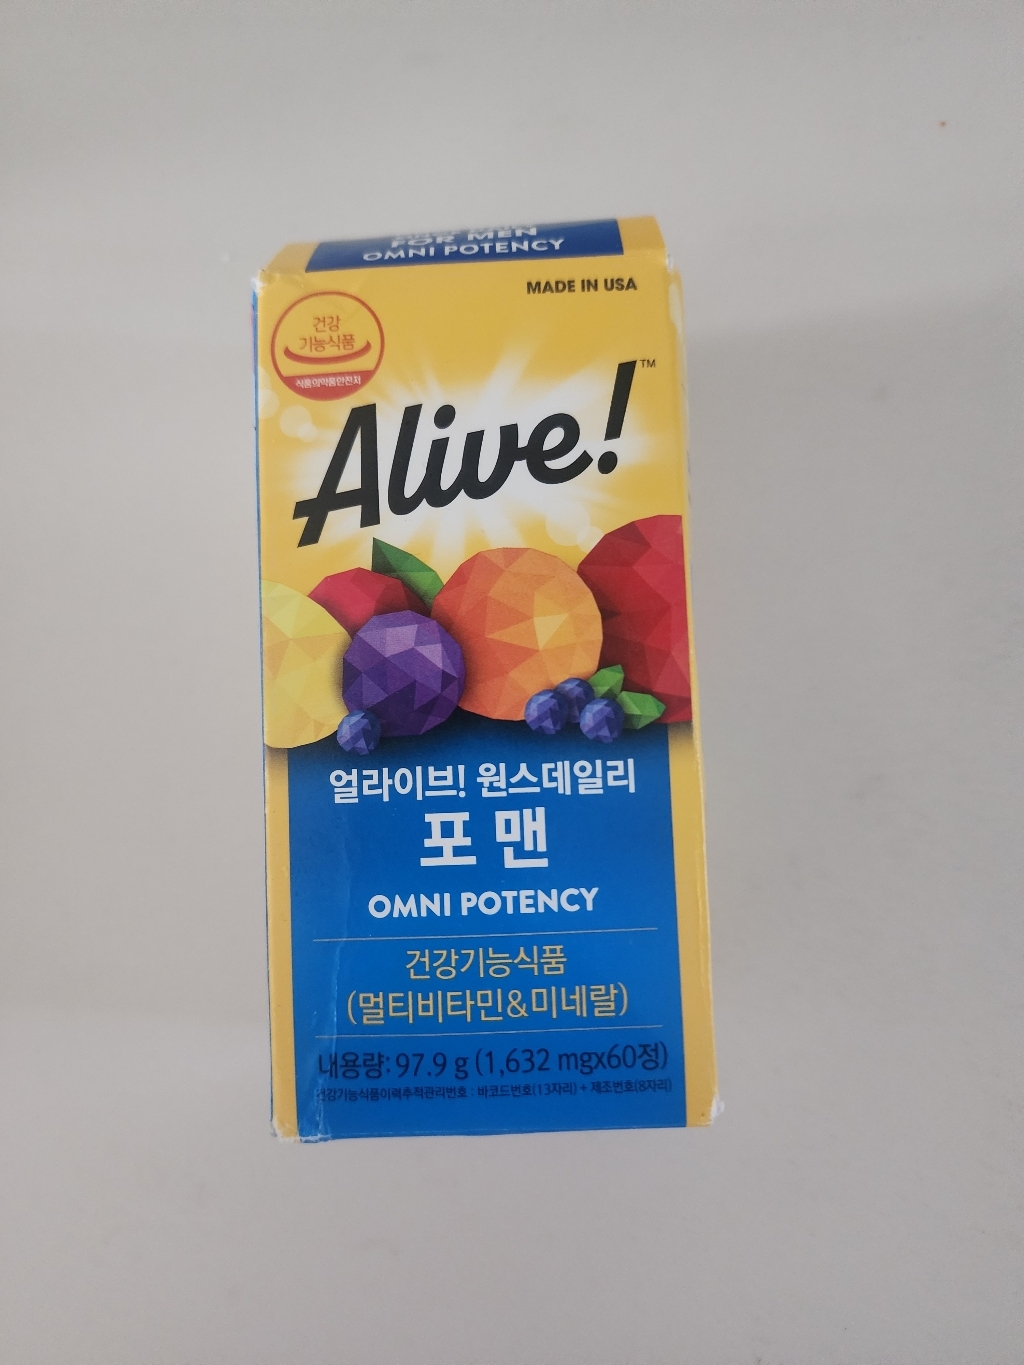 FOR MEN
OMNI POTENCY
MADE IN USA
건강
기능식품
식품의약품안전처
Alive!™
얼라이브! 원스데일리
포 맨
OMNI POTENCY
건강기능식품
(멀티비타민&미네랄)
내용량: 97.9 g (1,632 mgx60정)
건강기능식품이력추적관리번호 : 바코드번호(13자리) + 제조번호(8자리)